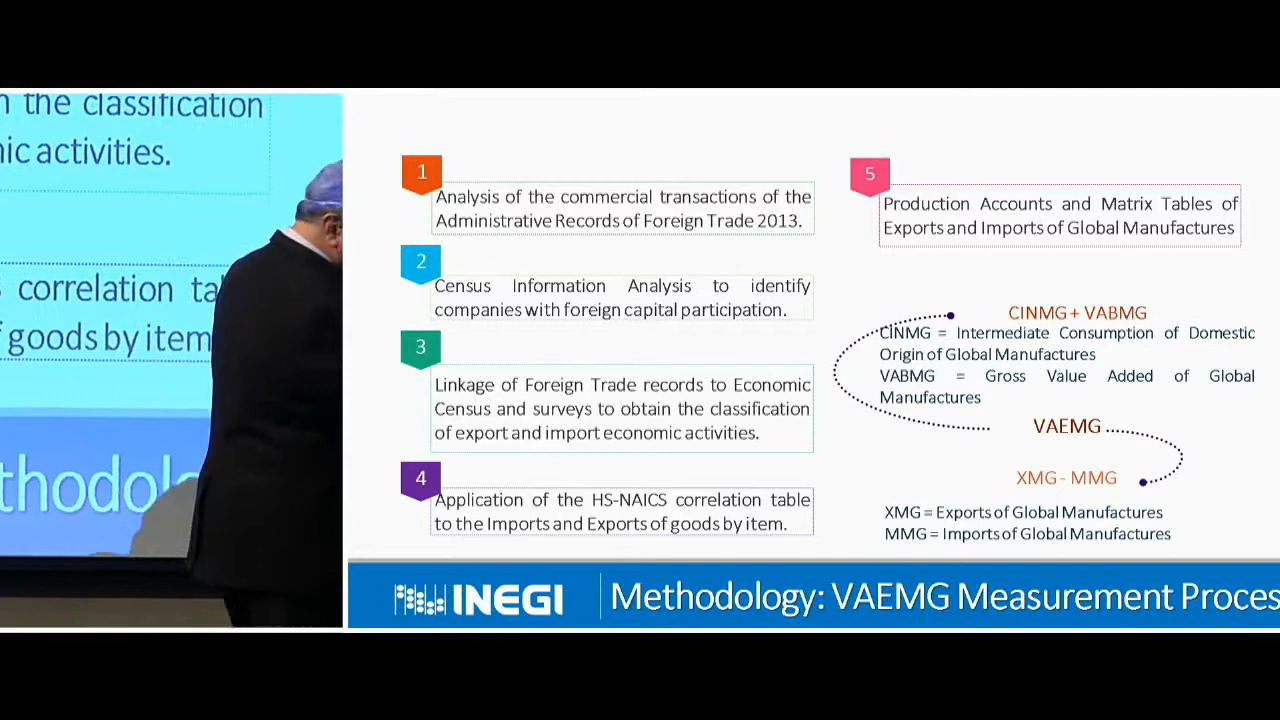 the classification
activities.
correlation
of goods by item
1
Analysis of the commercial transactions of the
Administrative Records of Foreign Trade 2013.
2
Census Information Analysis to identify
companies with foreign capital participation.
3
Linkage of Foreign Trade records to Economic
Census and surveys to obtain the classification
of export and import economic activities.
4
Application of the HS-NAICS correlation table
to the Imports and Exports of goods by item.
5
Production Accounts and Matrix Tables of
Exports and Imports of Global Manufactures
CINMG + VABMG
CINMG = Intermediate Consumption of Domestic
Origin of Global Manufactures
VABMG = Gross Value Added of Global
Manufactures
VAEMG
XMG - MMG
XMG = Exports of Global Manufactures
MMG = Imports of Global Manufactures
INEGI
Methodology: VAEMG Measurement Proces